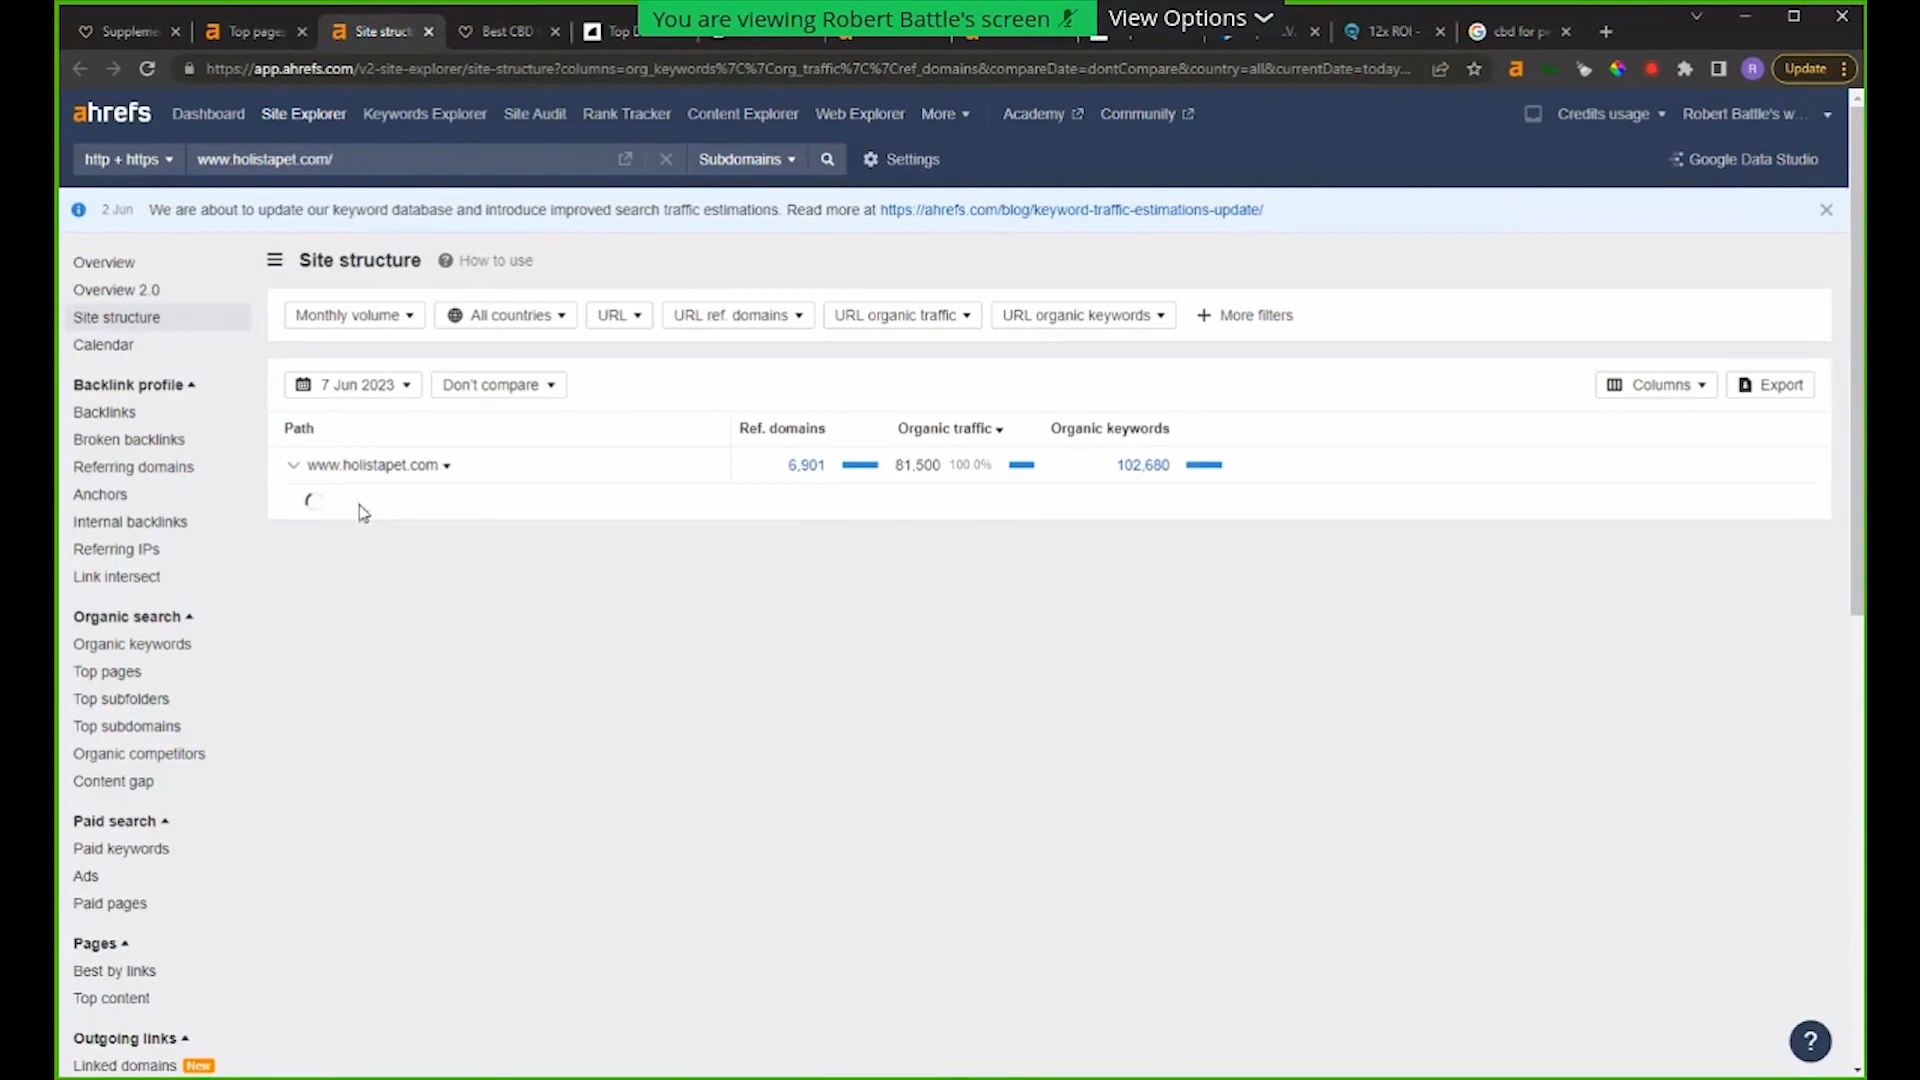 You are viewing Robert Battle's screen
View Options
Suppleme
Top page
Site struct
Best CBD
Top
12x ROI -
cbd for p
https://app.ahrefs.com/v2-site-explorer/site-structure?columns=org_keywords%7C%7Corg_traffic%7C%7Cref_domains&compareDate=dontCompare&country=all&currentDate=today...
R
Update
ahrefs
Dashboard
Site Explorer
Keywords Explorer
Site Audit
Rank Tracker
Content Explorer
Web Explorer
More
Academy
Community
Credits usage
Robert Battle's w...
http + https
www.holistapet.com/
Subdomains
Settings
Google Data Studio
2 Jun We are about to update our keyword database and introduce improved search traffic estimations. Read more at https://ahrefs.com/blog/keyword-traffic-estimations-update/
Overview
Overview 2.0
Site structure
Calendar
Backlink profile
Backlinks
Broken backlinks
Referring domains
Anchors
Internal backlinks
Referring IPs
Link intersect
Organic search
Organic keywords
Top pages
Top subfolders
Top subdomains
Organic competitors
Content gap
Paid search
Paid keywords
Ads
Paid pages
Pages
Best by links
Top content
Outgoing links
Linked domains New
Site structure
How to use
Monthly volume
All countries
URL
URL ref. domains
URL organic traffic
URL organic keywords
+ More filters
7 Jun 2023
Don't compare
Columns
Export
Path
Ref. domains
Organic traffic
Organic keywords
www.holistapet.com
6,901
81,500 100.0%
102,680
?